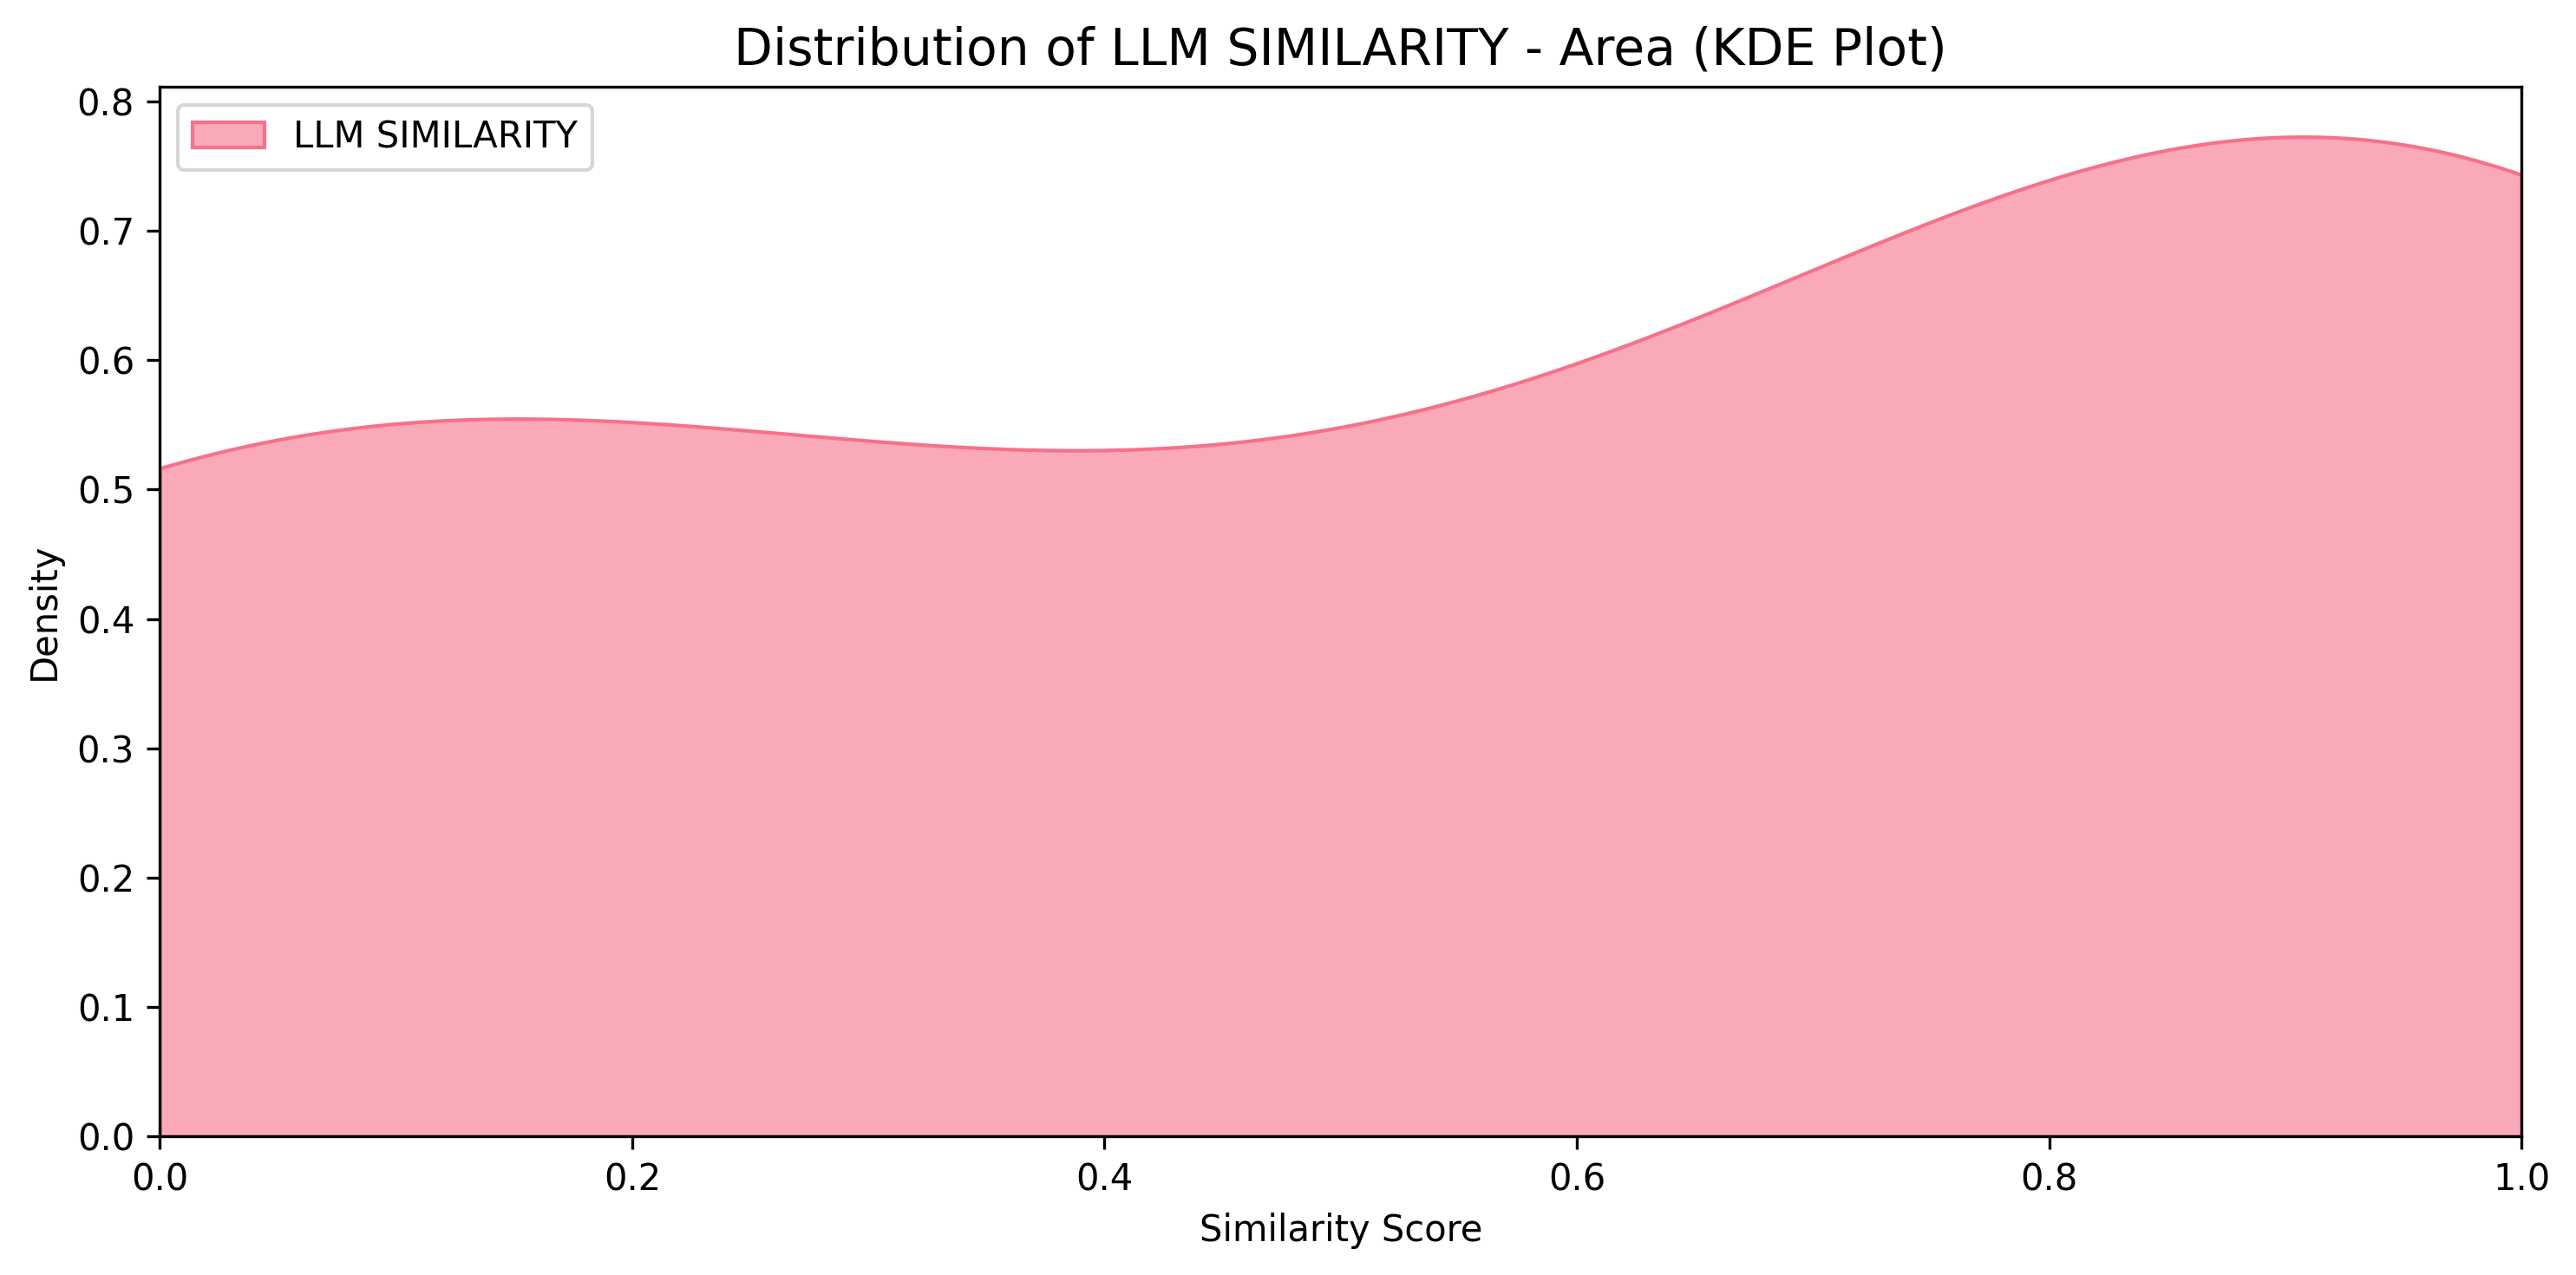 Distribution of LLM SIMILARITY - Area (KDE Plot)
LLM SIMILARITY
0.8
0.7
0.6
0.5
0.4
0.3
0.2
0.1
0.0
Density
0.0 0.2 0.4 0.6 0.8 1.0
Similarity Score